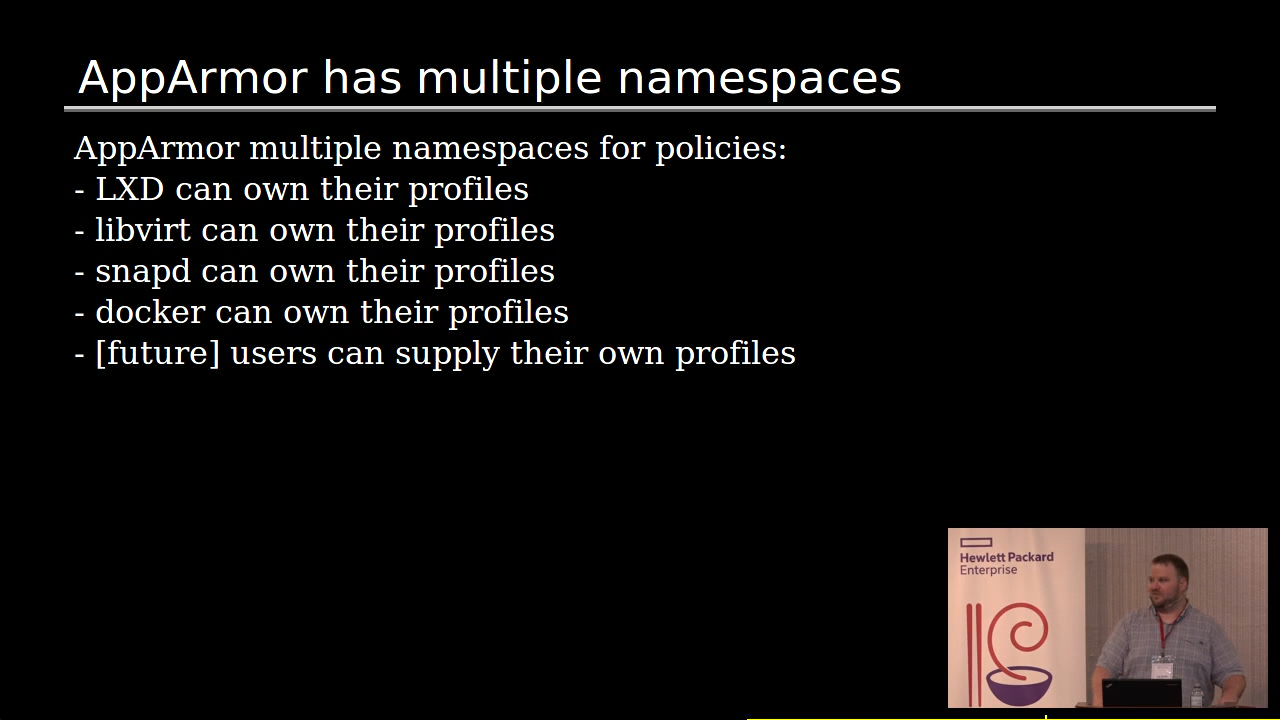 AppArmor has multiple namespaces
AppArmor multiple namespaces for policies:
- LXD can own their profiles
- libvirt can own their profiles
- snapd can own their profiles
- docker can own their profiles
- [future] users can supply their own profiles
Hewlett Packard
Enterprise